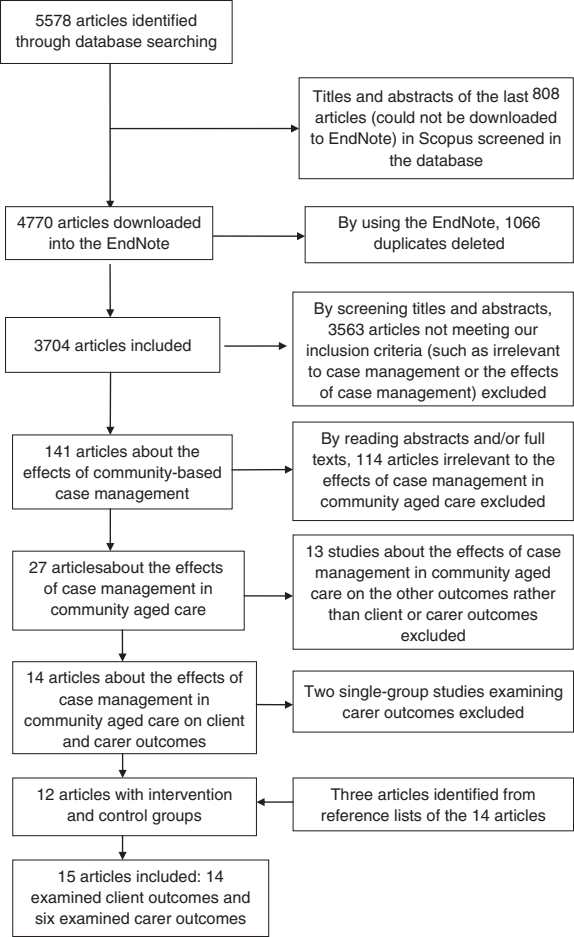 5578 articles identified
through database searching
Titles and abstracts of the last 808
articles (could not be downloaded
to EndNote) in Scopus screened in
the database
4770 articles downloaded
into the EndNote
By using the EndNote, 1066
duplicates deleted
3704 articles included
By screening titles and abstracts,
3563 articles not meeting our
inclusion criteria (such as irrelevant
to case management or the effects
of case management) excluded
141 articles about the
effects of community-based
case management
By reading abstracts and/or full
texts, 114 articles irrelevant to the
effects of case management in
community aged care excluded
27 articlesabout the effects
of case management in
community aged care
13 studies about the effects of case
management in community aged
care on the other outcomes rather
than client or carer outcomes
excluded
14 articles about the effects of
case management in
community aged care on client
and carer outcomes
Two single-group studies examining
carer outcomes excluded
12 articles with intervention
and control groups
Three articles identified from
reference lists of the 14 articles
15 articles included: 14
examined client outcomes and
six examined carer outcomes